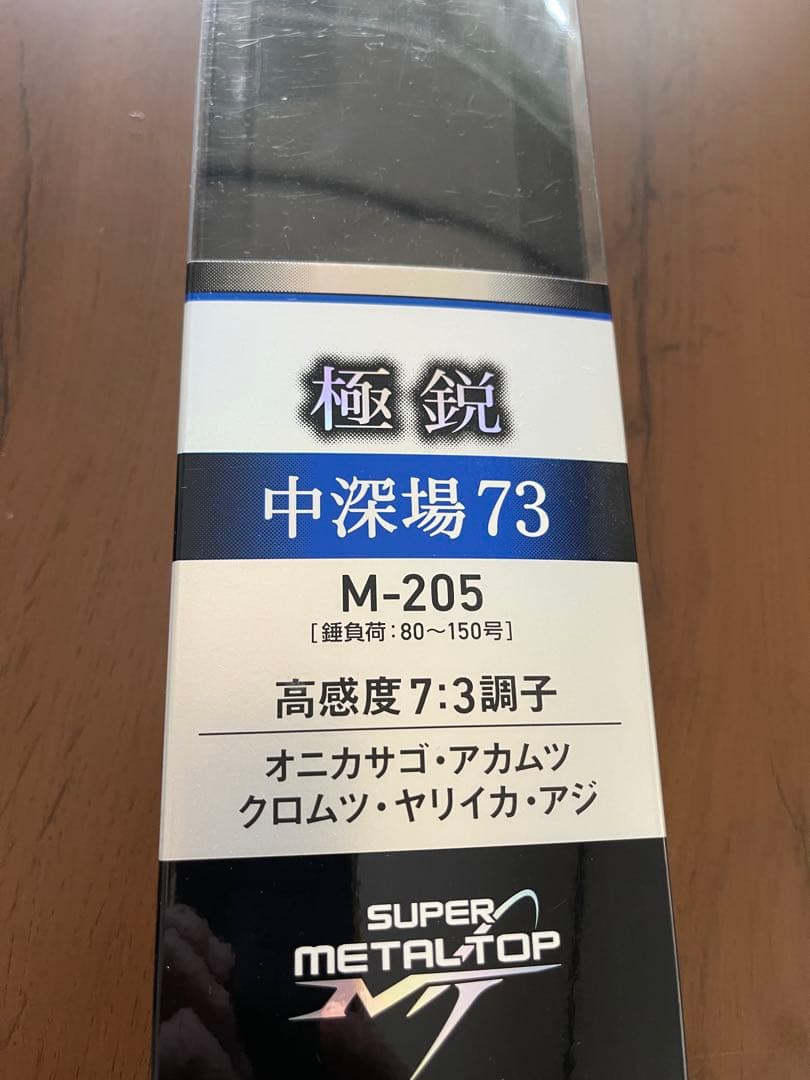 極鋭
中深場73
M-205
[錘負荷:80〜150号]
高感度7:3調子
オニカサゴ・アカムツ
クロムツ・ヤリイカ・アジ
SUPER
METAL TOP
MT